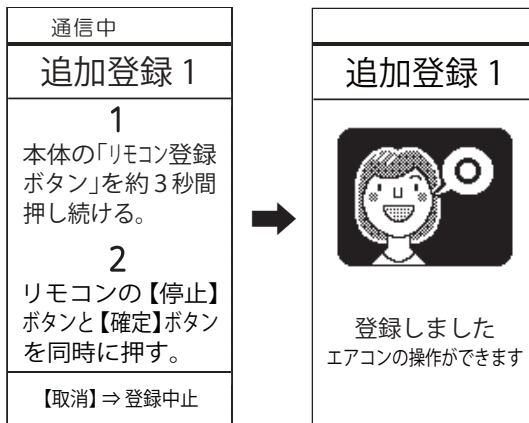 通信中
追加登録 1
1
本体の「リモコン登録
ボタン」を約3秒間
押し続ける。
2
リモコンの【停止】
ボタンと【確定】ボタン
を同時に押す。
【取消】⇒ 登録中止
追加登録 1
登録しました
エアコンの操作ができます